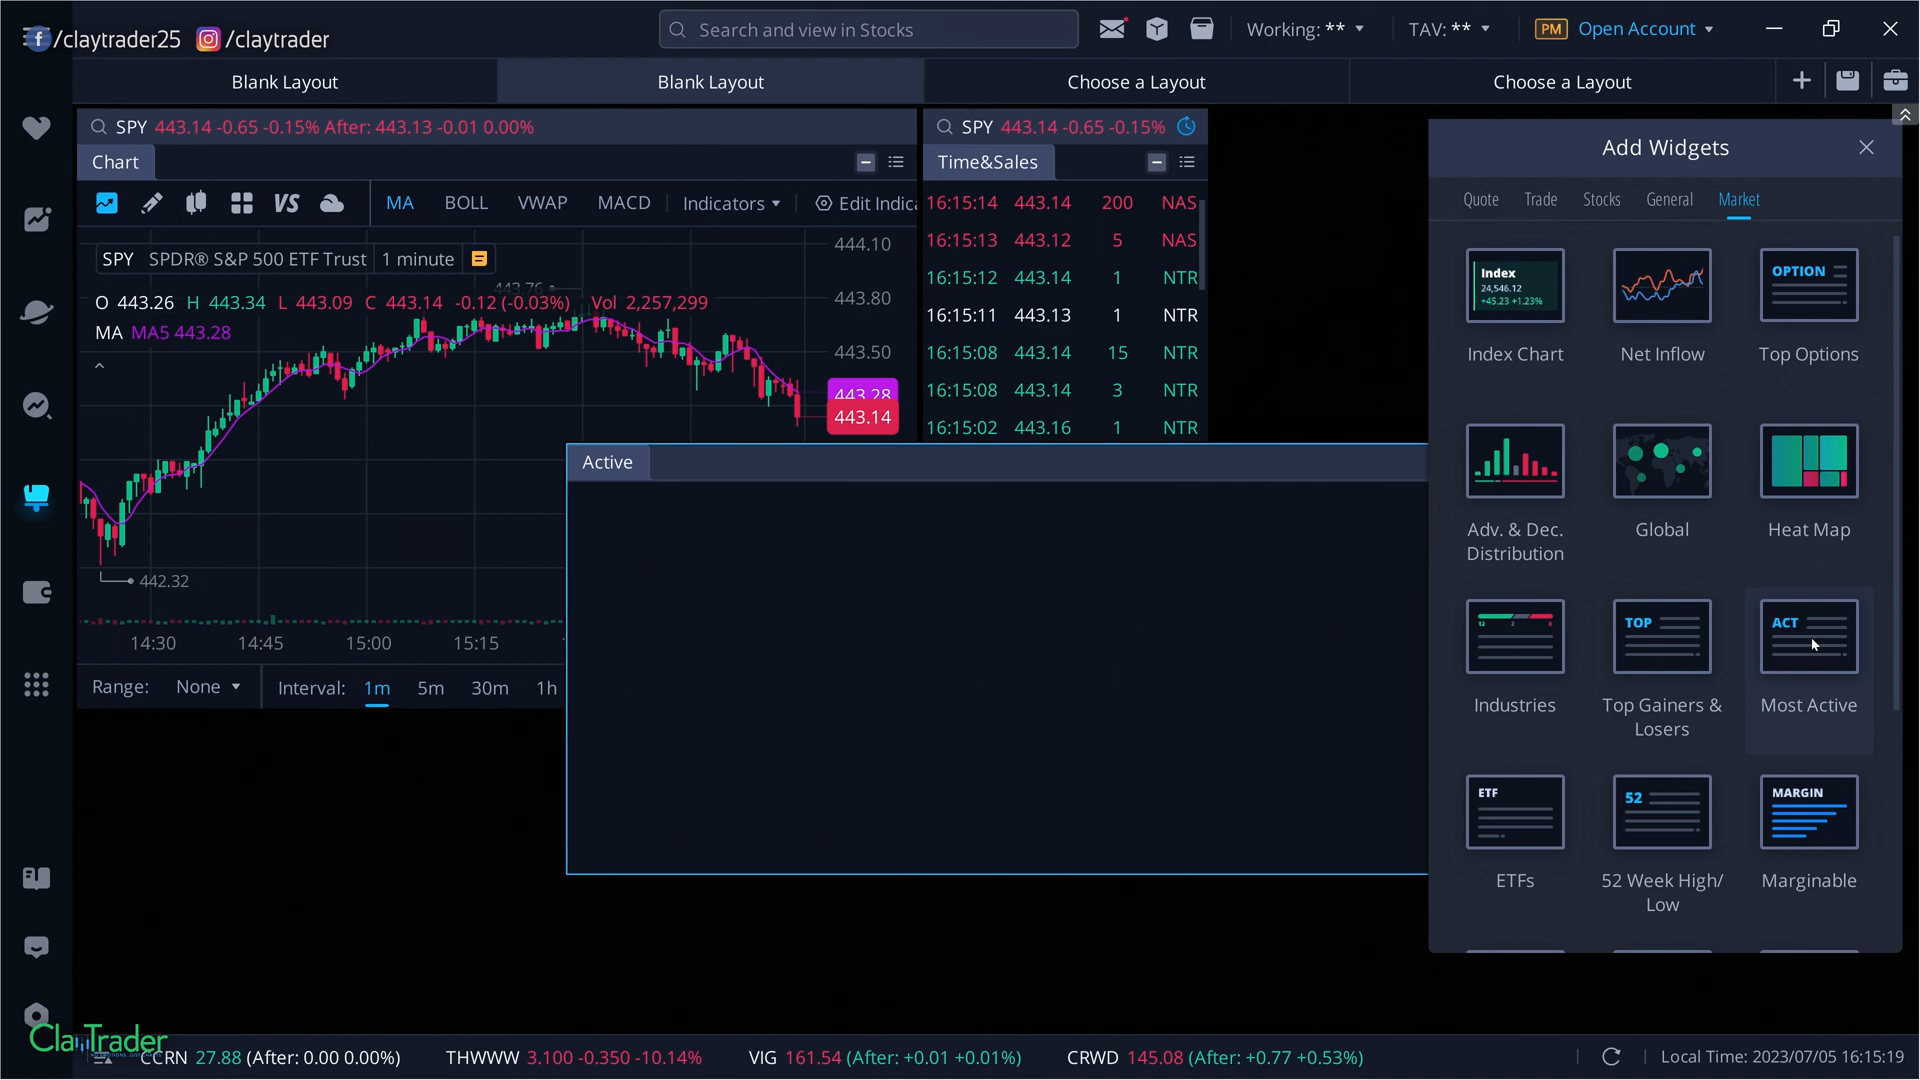 /claytrader25 /claytrader
Search and view in Stocks
Working: ** TAV: ** PM Open Account
Blank Layout Blank Layout Choose a Layout Choose a Layout
SPY 443.14 -0.65 -0.15% After: 443.13 -0.01 0.00%
Chart
MA BOLL VWAP MACD Indicators Edit Indica
SPY SPDR® S&P 500 ETF Trust 1 minute
O 443.26 H 443.34 L 443.09 C 443.14 -0.12 (-0.03%) Vol 2,257,299
MA MA5 443.28
443.76
444.10
443.80
443.50
443.28
443.14
442.32
14:30 14:45 15:00 15:15
Range: None Interval: 1m 5m 30m 1h
SPY 443.14 -0.65 -0.15%
Time&Sales
16:15:14 443.14 200 NAS
16:15:13 443.12 5 NAS
16:15:12 443.14 1 NTR
16:15:11 443.13 1 NTR
16:15:08 443.14 15 NTR
16:15:08 443.14 3 NTR
16:15:02 443.16 1 NTR
Active
Add Widgets
Quote Trade Stocks General Market
Index
24,546.12
+45.23 +1.23%
OPTION
Index Chart Net Inflow Top Options
Adv. & Dec.
Distribution
Global
Heat Map
12 2 8
TOP
ACT
Industries
Top Gainers &
Losers
Most Active
ETF
52
MARGIN
ETFs
52 Week High/
Low
Marginable
ClayTrader
CCRN 27.88 (After: 0.00 0.00%) THWWW 3.100 -0.350 -10.14% VIG 161.54 (After: +0.01 +0.01%) CRWD 145.08 (After: +0.77 +0.53%)
Local Time: 2023/07/05 16:15:19